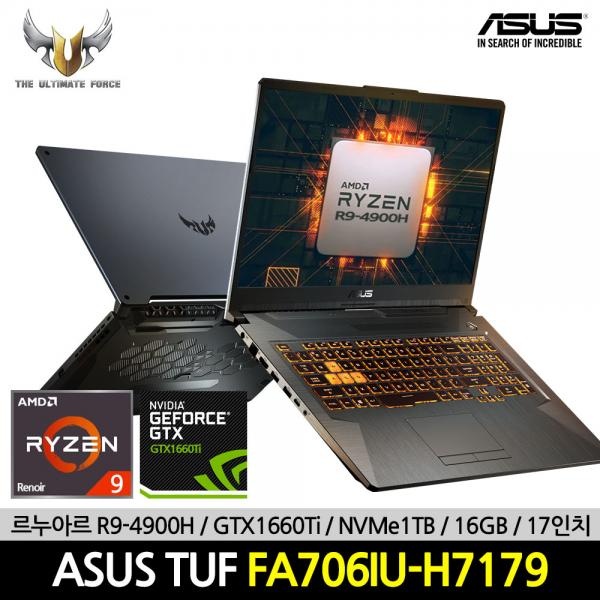 THE ULTIMATE FORCE
ASUS
IN SEARCH OF INCREDIBLE
AMD
RYZEN
R9-4900H
ASUS
AMD
RYZEN
Renoir 9
NVIDIA
GEFORCE
GTX
GTX1660Ti
르누아르 R9-4900H / GTX1660Ti / NVMe1TB / 16GB / 17인치
ASUS TUF FA706IU-H7179